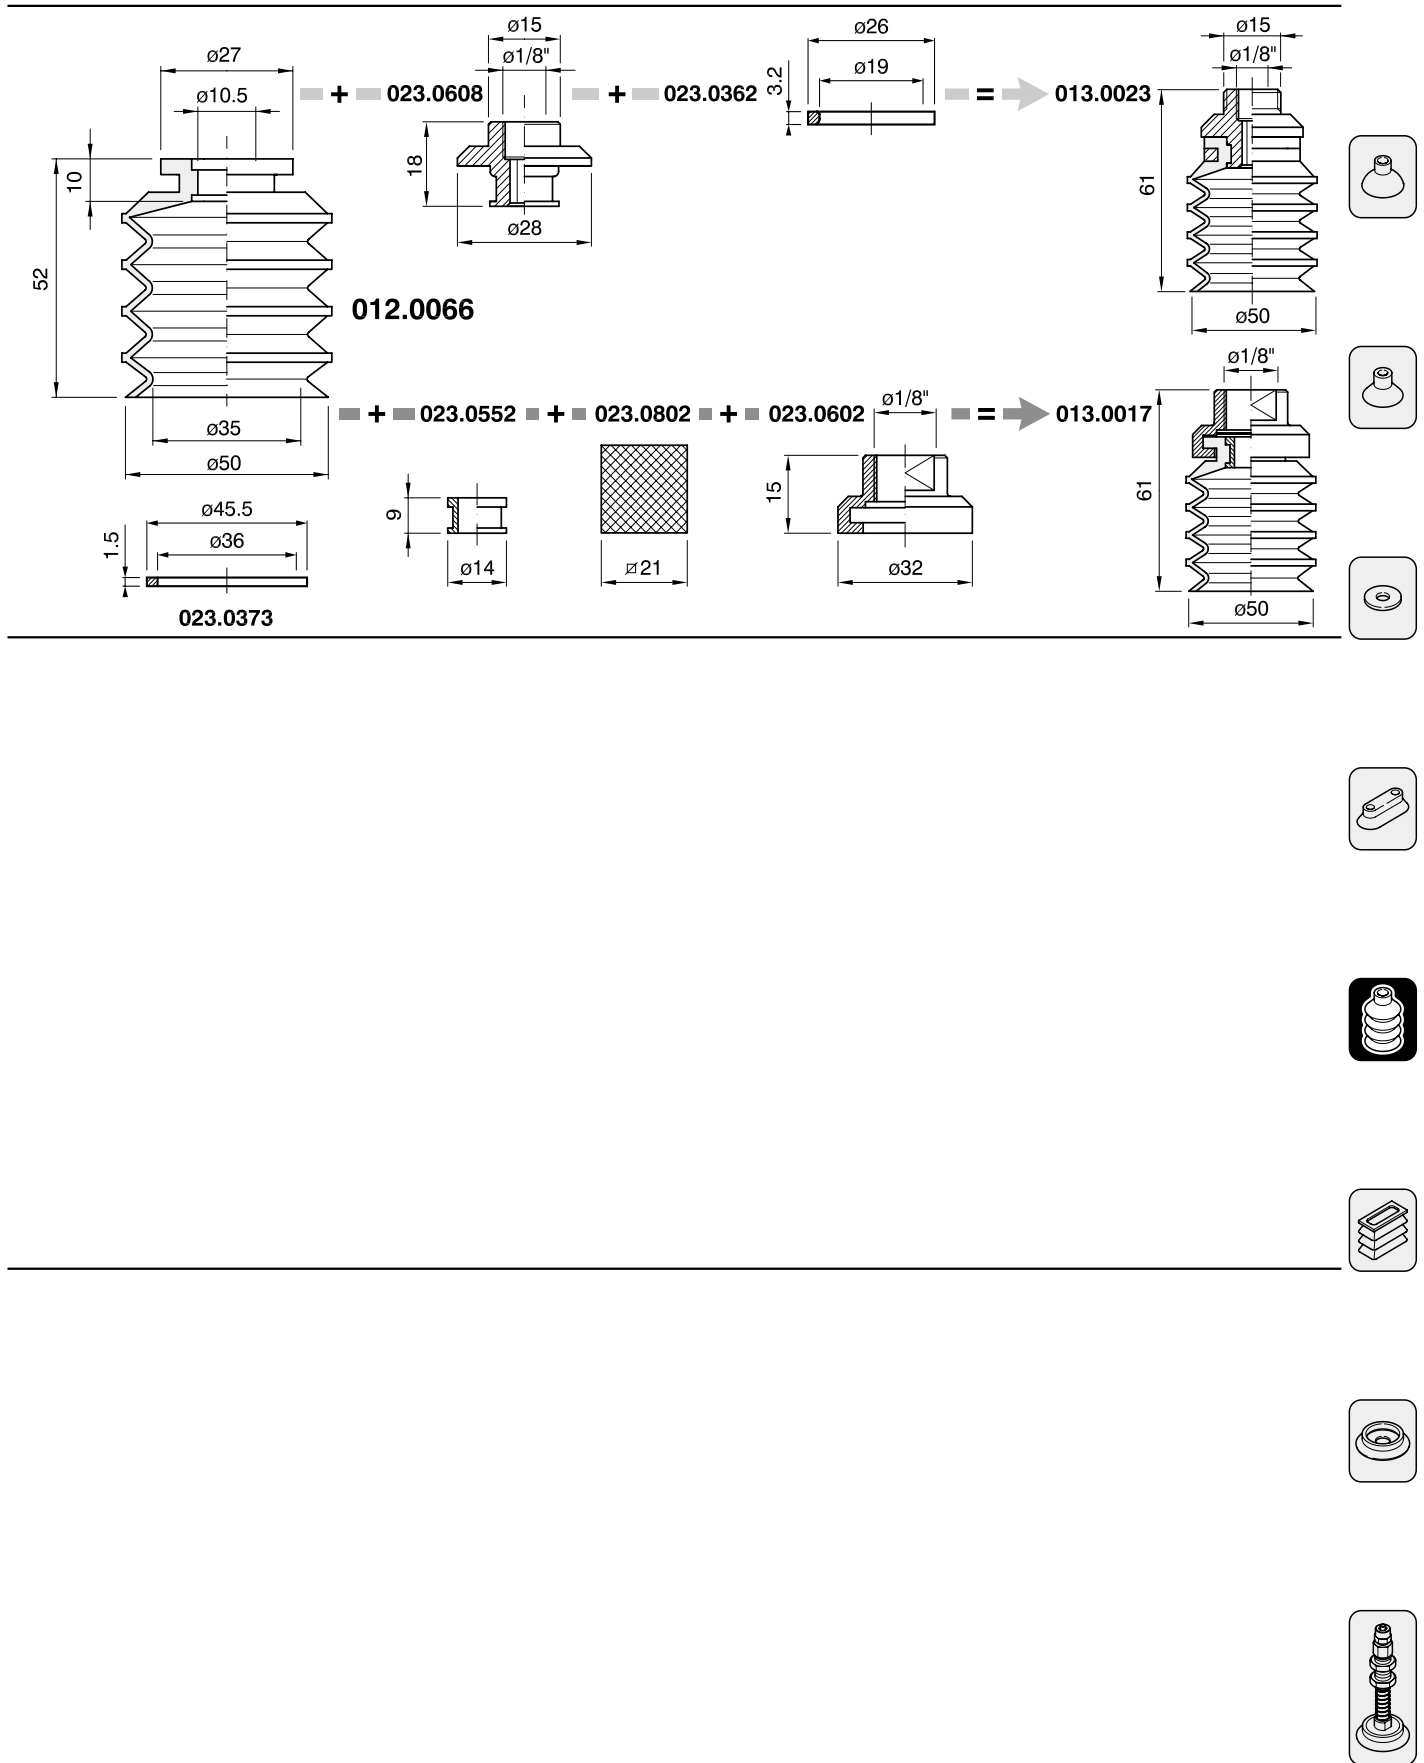 ø15
ø26
ø15
ø27
ø1/8"
ø19
ø1/8"
ø10.5
+ 023.0608 + 023.0362 3.2 = 013.0023
10
18
61
ø28
52
012.0066
ø50
ø1/8"
ø1/8"
+ 023.0552 + 023.0802 + 023.0602 = 013.0017
ø35
ø50
15
61
ø45.5
9
ø36
1.5
ø14
21
ø32
ø50
023.0373